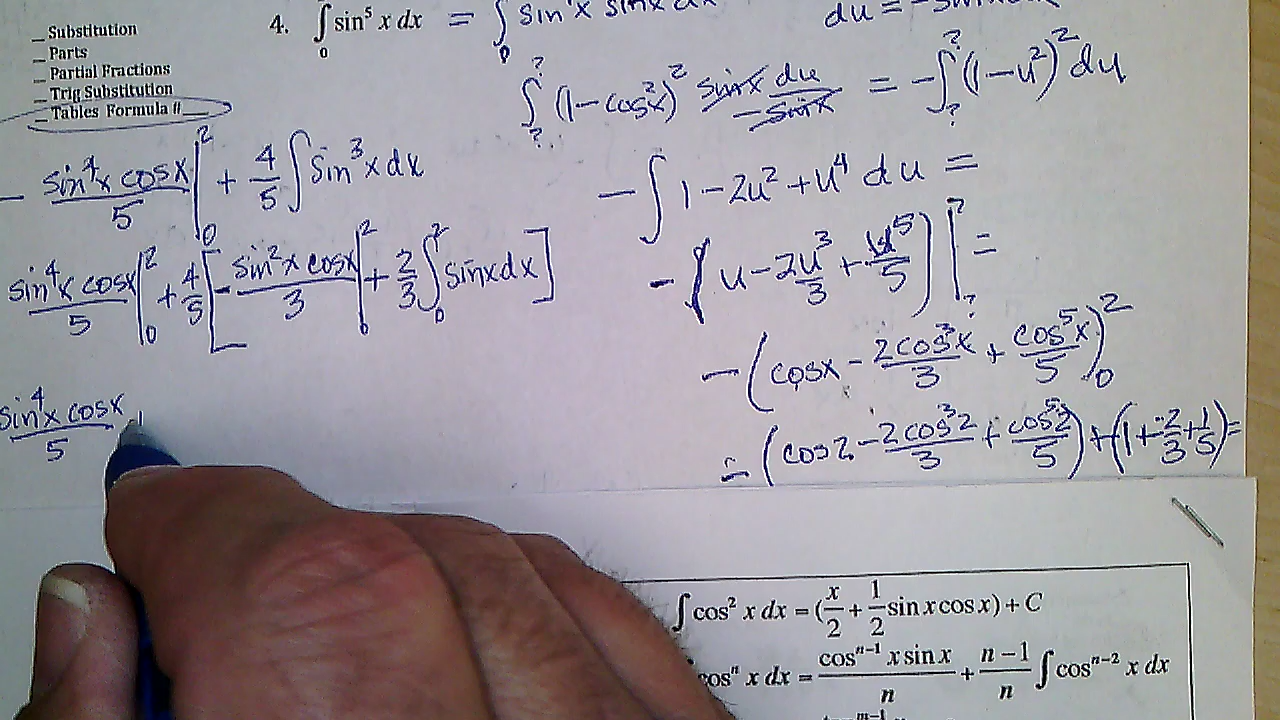 _ Substitution
_ Parts
_ Partial Fractions
_ Trig Substitution
_ Tables Formula #___
4. ∫₀ sin⁵ x dx = ∫₀ sin⁴x sinx dx
du = -sinx dx
∫?^? (1-cos²x)² sinx du/-sinx = -∫?^? (1-u²)² du
- sin⁴x cosx/5 |₀² + 4/5 ∫ sin³x dx
-∫ 1-2u²+u⁴ du =
sin⁴x cosx/5 |₀² + 4/5 [ - sin²x cosx/3 |₀² + 2/3 ∫₀² sinx dx ]
-( u - 2u³/3 + u⁵/5 ) |?^? =
-( cosx - 2cos³x/3 + cos⁵x/5 )₀²
sin⁴x cosx/5
= ( cos2 - 2cos³2/3 + cos⁵2/5 ) + (1+-2/3+1/5) =
∫ cos² x dx = (x/2 + 1/2 sin x cos x) + C
cosⁿ x dx = cosⁿ⁻¹ x sin x/n + n-1/n ∫ cosⁿ⁻² x dx